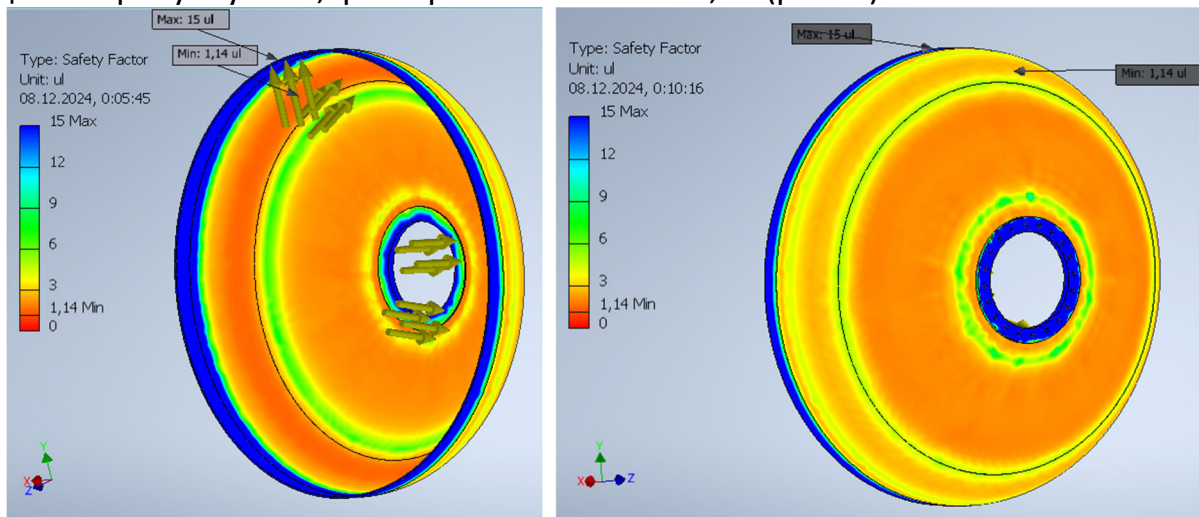 Max: 15 ul
Min: 1,14 ul
Type: Safety Factor
Unit: ul
08.12.2024, 0:05:45
15 Max
12
9
6
3
1,14 Min
0
Y
X
Z
Max: 15 ul
Min: 1,14 ul
Type: Safety Factor
Unit: ul
08.12.2024, 0:10:16
15 Max
12
9
6
3
1,14 Min
0
Y
X
Z